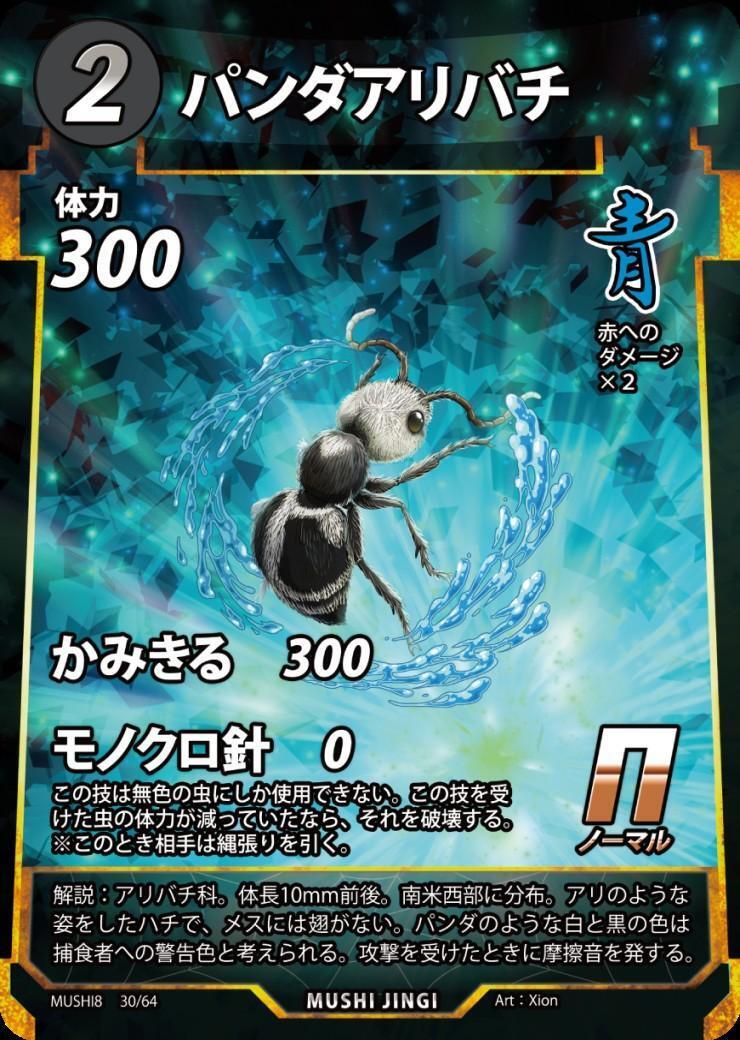 2
パンダアリバチ
体力
300
青
赤への
ダメージ
×2
かみきる 300
モノクロ針 0
この技は無色の虫にしか使用できない。この技を受
けた虫の体力が減っていたなら、それを破壊する。
※このとき相手は縄張りを引く。
ノーマル
解説：アリバチ科。体長10mm前後。南米西部に分布。アリのような
姿をしたハチで、メスには翅がない。パンダのような白と黒の色は
捕食者への警告色と考えられる。攻撃を受けたときに摩擦音を発する。
MUSHI8 30/64
MUSHI JINGI
Art：Xion